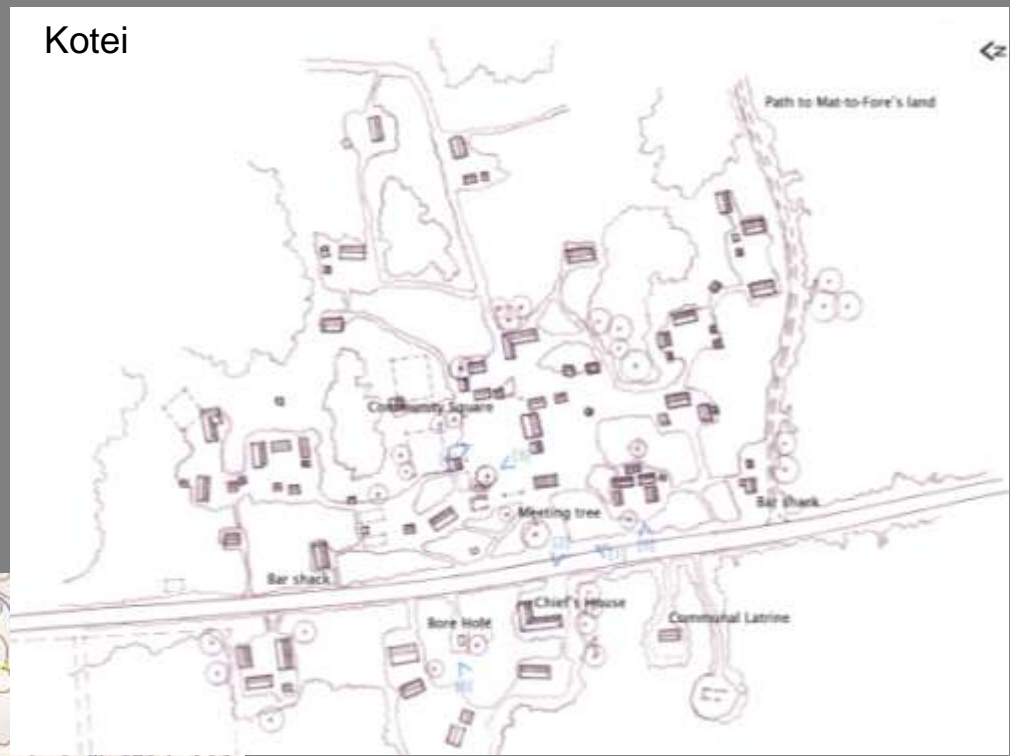 Kotei
N
Path to Mat-to-Fore's land
Community Square
Meeting tree
Bar shack
Bar shack
Chief's House
Bore Hole
Communal Latrine